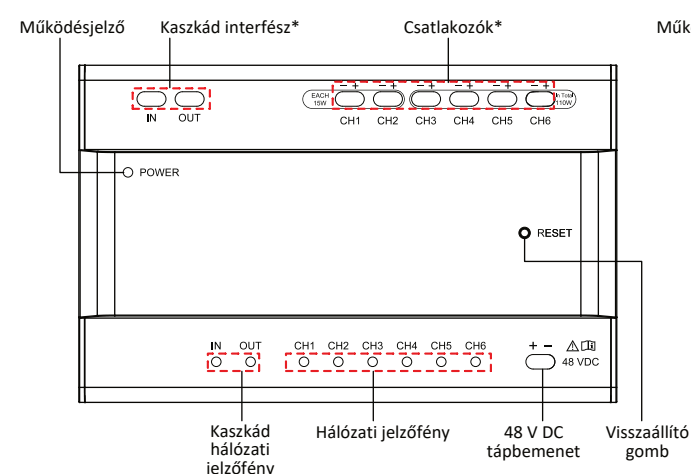 Működésjelző Kaszkád interfész* Csatlakozók* Műk
- + - + - + - + - + - +
EACH 15W
In Total 110W
IN OUT CH1 CH2 CH3 CH4 CH5 CH6
POWER
RESET
IN OUT CH1 CH2 CH3 CH4 CH5 CH6 + -
48 VDC
Kaszkád hálózati jelzőfény
Hálózati jelzőfény
48 V DC tápbemenet
Visszaállító gomb